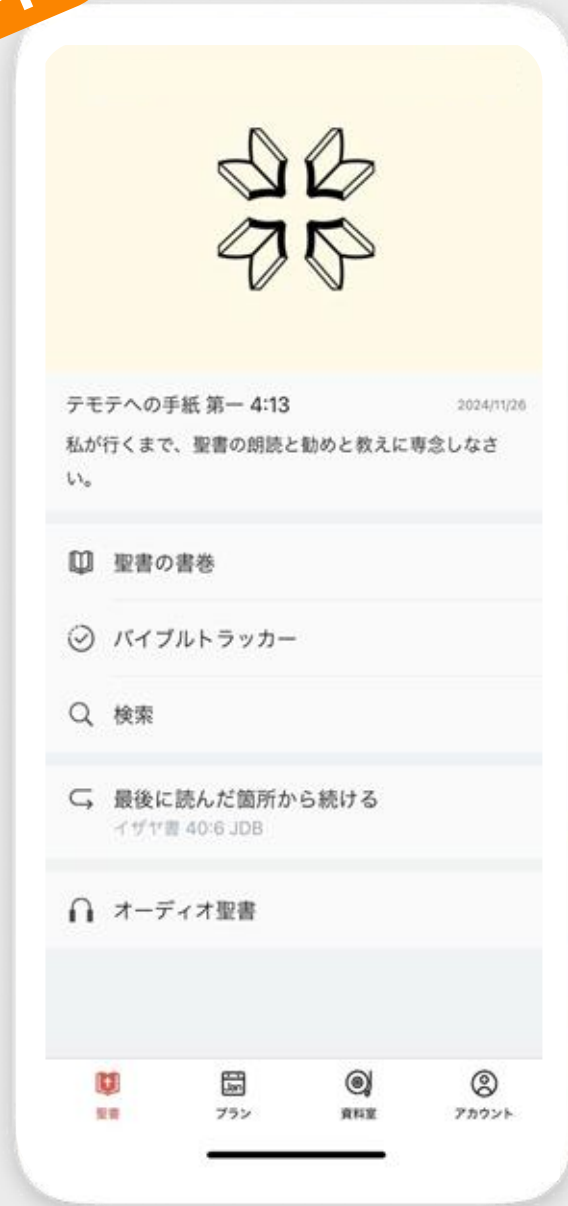 テモテへの手紙 第一 4:13
2024/11/26
私が行くまで、聖書の朗読と勧めと教えに専念しなさ
い。
聖書の書巻
バイブルトラッカー
検索
最後に読んだ箇所から続ける
イザヤ書 40:6 JDB
オーディオ聖書
Jan
聖書
プラン
資料室
アカウント